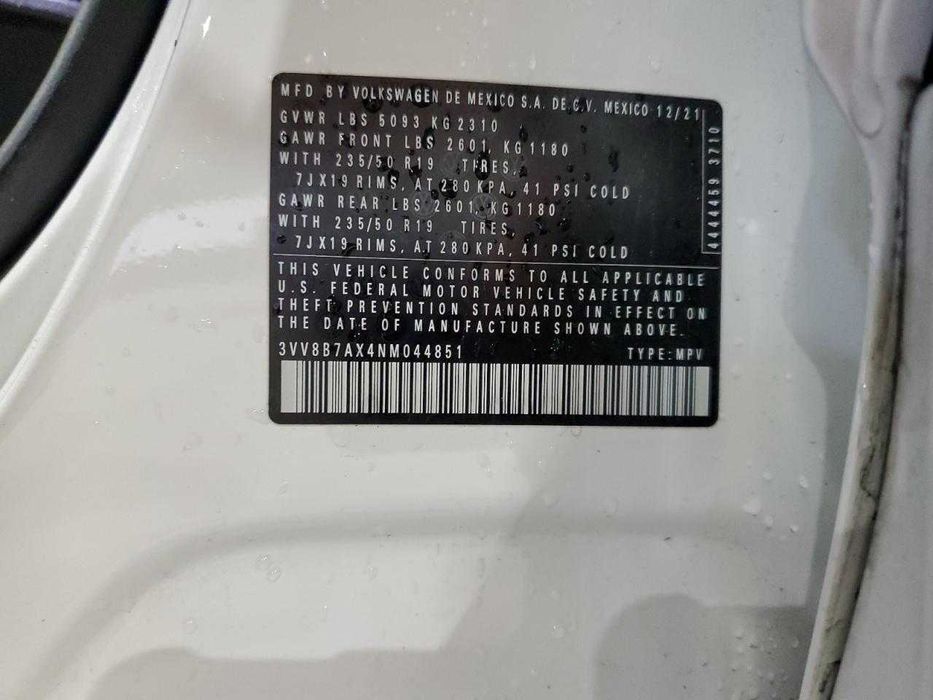 MFD BY VOLKSWAGEN DE MEXICO S.A. DE.C.V. MEXICO 12/21
GVWR LBS 5093 KG 2310
GAWR FRONT LBS 2601, KG 1180
WITH 235/50 R19 TIRES,
7JX19 RIMS, AT 280 KPA, 41 PSI COLD
GAWR REAR LBS 2601, KG 1180
WITH 235/50 R19 TIRES,
7JX19 RIMS, AT 280 KPA, 41 PSI COLD
4444459 3710
THIS VEHICLE CONFORMS TO ALL APPLICABLE
U.S. FEDERAL MOTOR VEHICLE SAFETY AND
THEFT PREVENTION STANDARDS IN EFFECT ON
THE DATE OF MANUFACTURE SHOWN ABOVE.
3VV8B7AX4NM044851 TYPE:MPV